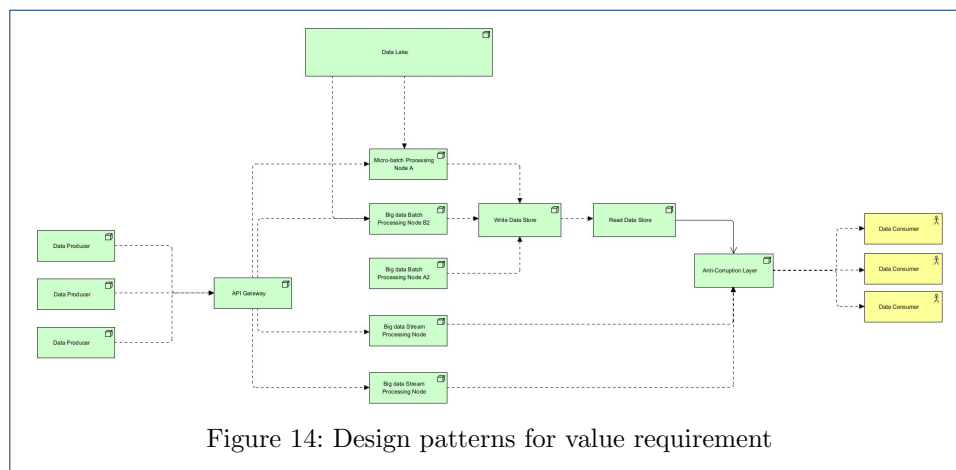 Data Lake
Micro-batch Processing
Node A
Big data Batch
Processing Node B2
Write Data Store
Read Data Store
Data Consumer
Data Producer
Big data Batch
Processing Node A2
Anti-Corruption Layer
Data Consumer
Data Producer
API Gateway
Data Consumer
Data Producer
Big data Stream
Processing Node
Big data Stream
Processing Node
Figure 14: Design patterns for value requirement